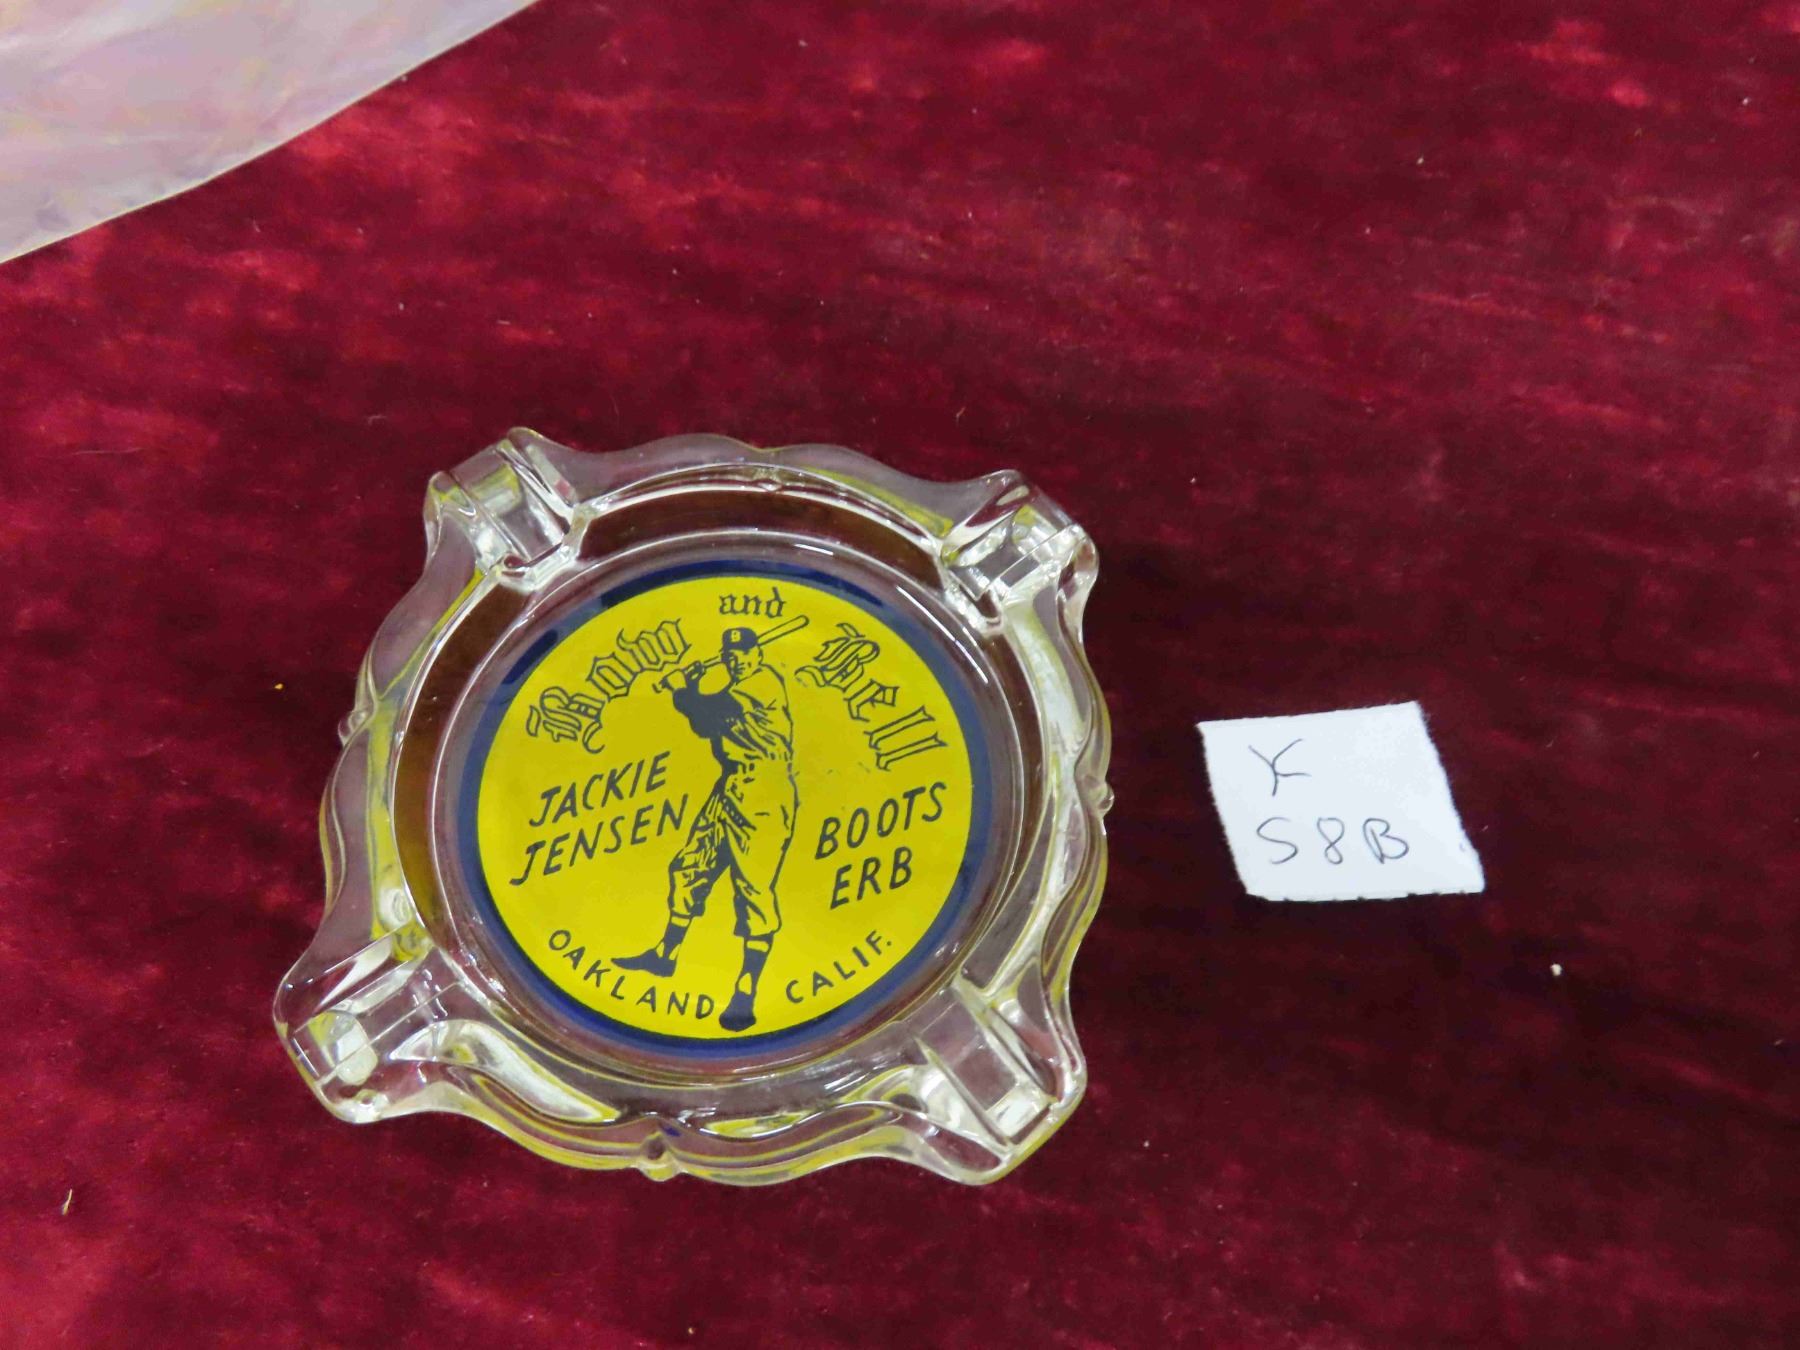 Bow and Bell
B
JACKIE
JENSEN
BOOTS
ERB
OAKLAND CALIF.
58B